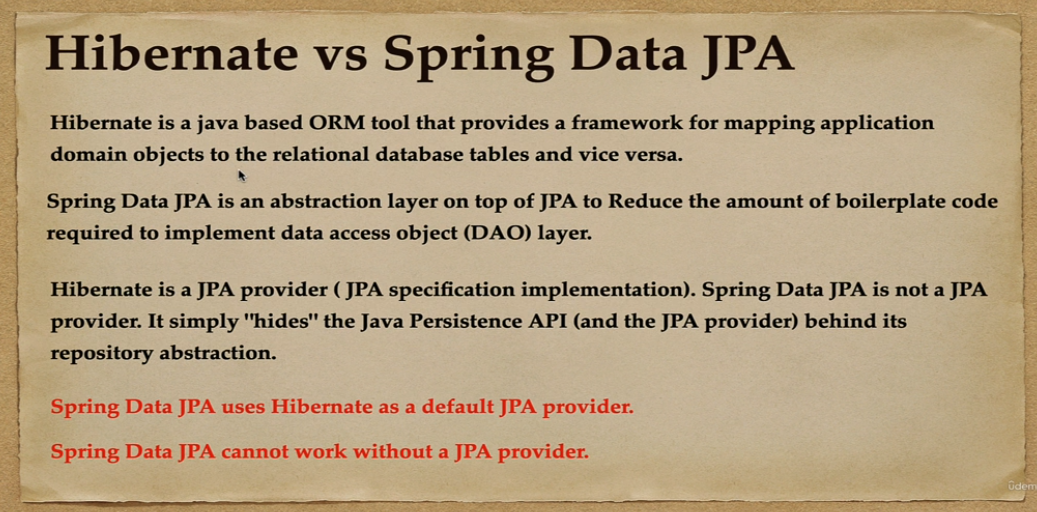 Hibernate vs Spring Data JPA
Hibernate is a java based ORM tool that provides a framework for mapping application
domain objects to the relational database tables and vice versa.
Spring Data JPA is an abstraction layer on top of JPA to Reduce the amount of boilerplate code
required to implement data access object (DAO) layer.
Hibernate is a JPA provider ( JPA specification implementation). Spring Data JPA is not a JPA
provider. It simply "hides" the Java Persistence API (and the JPA provider) behind its
repository abstraction.
Spring Data JPA uses Hibernate as a default JPA provider.
Spring Data JPA cannot work without a JPA provider.